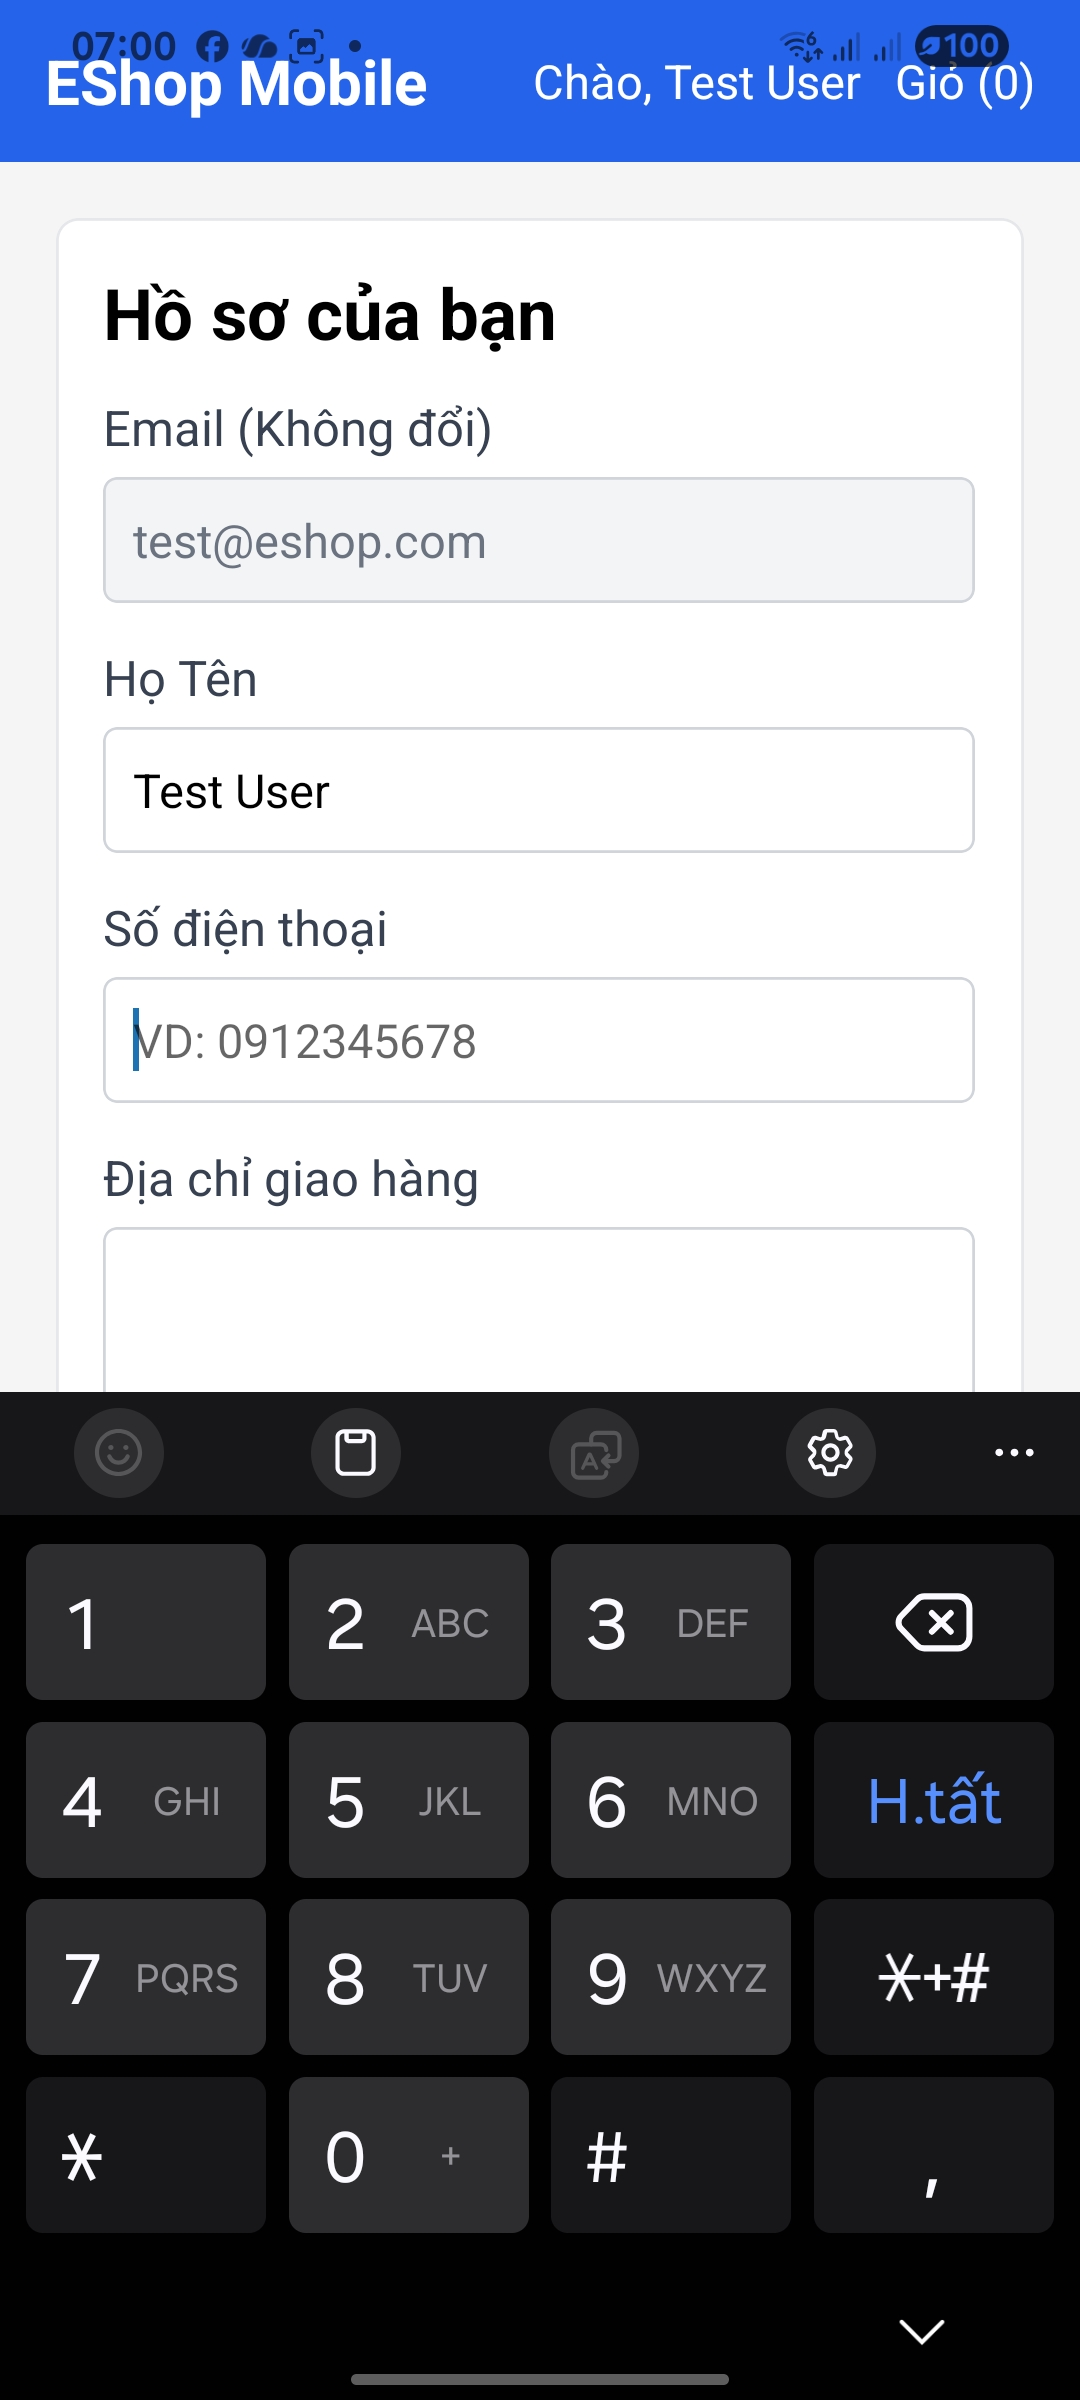 07:00 6 100
EShop Mobile Chào, Test User Giỏ (0)
Hồ sơ của bạn
Email (Không đổi)
test@eshop.com
Họ Tên
Test User
Số điện thoại
VD: 0912345678
Địa chỉ giao hàng
A
1 2 ABC 3 DEF
4 GHI 5 JKL 6 MNO H.tất
7 PQRS 8 TUV 9 WXYZ *+#
* 0 + # ,